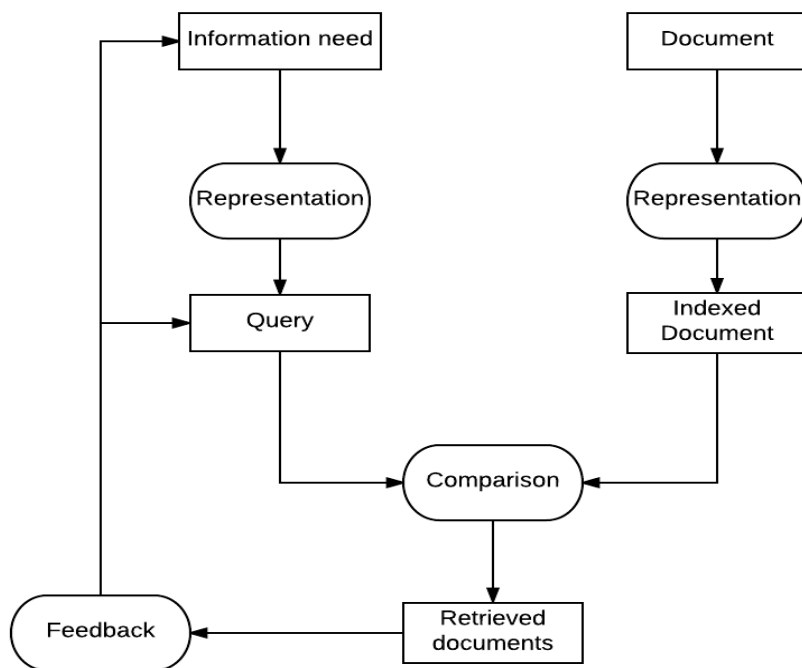 Information need
Document
Representation
Representation
Query
Indexed
Document
Comparison
Retrieved
documents
Feedback